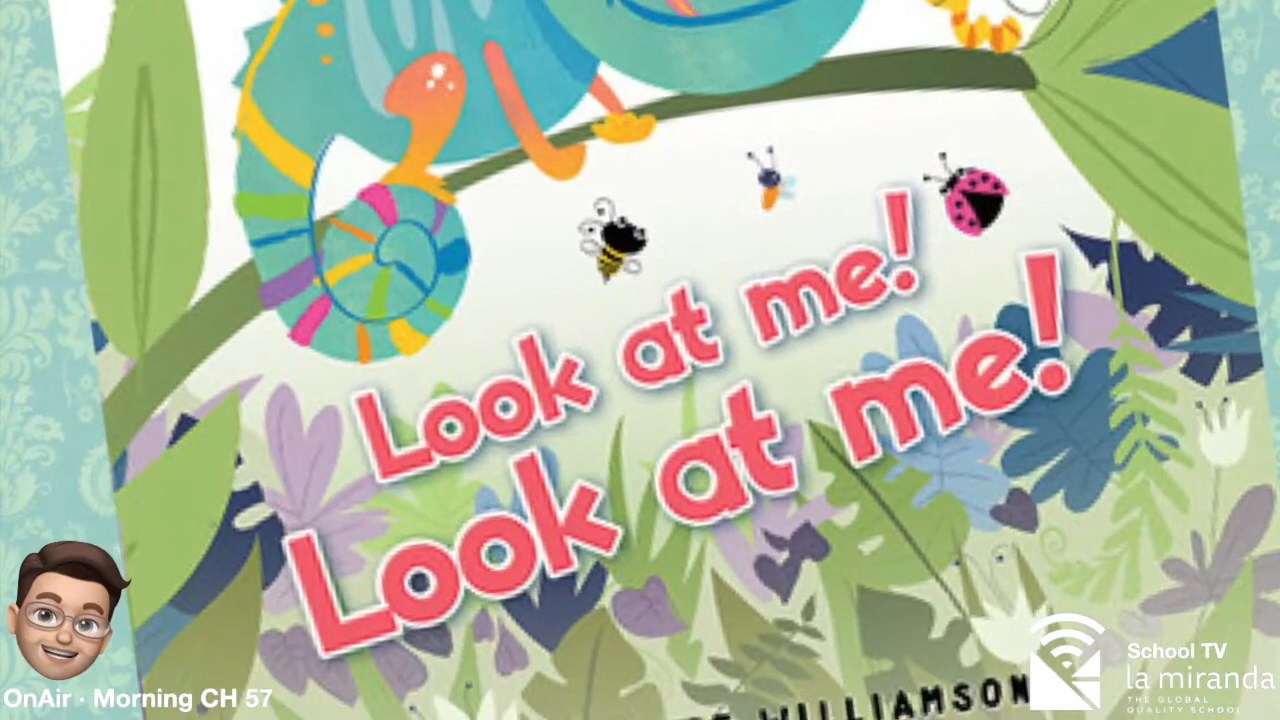 Look at me!
Look at me!
WILLIAMSON
OnAir · Morning CH 57
School TV
la miranda
THE GLOBAL
QUALITY SCHOOL